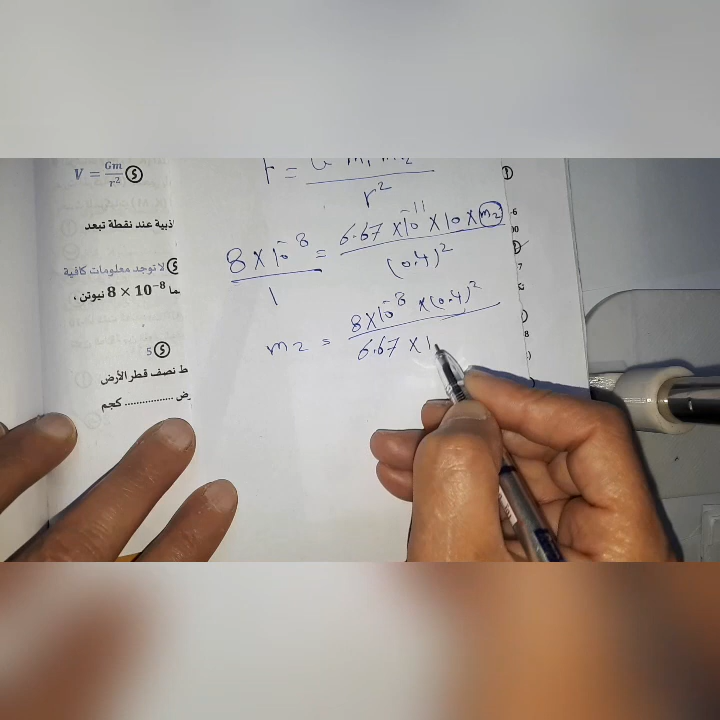 V = Gm/r² Ⓢ
اذبية عند نقطة تبعد
Ⓢ لا توجد معلومات كافية
ما 8 × 10⁻⁸ نيوتن ،
5 Ⓢ
ط نصف قطر الأرض
رض ................. كجم
F = G m₁ m₂ / r²
8 × 10⁻⁸ / 1 = 6.67 × 10⁻¹¹ × 10 × m₂ / (0.4)²
m₂ = 8 × 10⁻⁸ × (0.4)² / 6.67 × 1